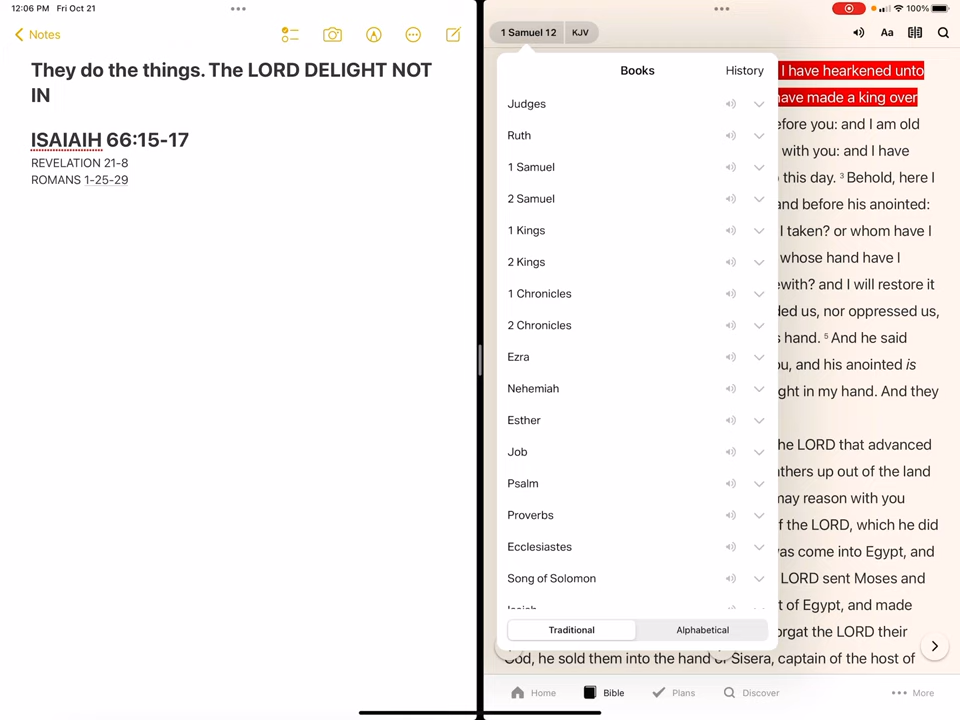 12:06 PM Fri Oct 21
100%
Notes
They do the things. The LORD DELIGHT NOT
IN
ISAIAIH 66:15-17
REVELATION 21-8
ROMANS 1-25-29
1 Samuel 12 KJV
Aa
Books History
Judges
Ruth
1 Samuel
2 Samuel
1 Kings
2 Kings
1 Chronicles
2 Chronicles
Ezra
Nehemiah
Esther
Job
Psalm
Proverbs
Ecclesiastes
Song of Solomon
Isaiah
Traditional Alphabetical
I have hearkened unto
have made a king over
efore you: and I am old
with you: and I have
this day. 3 Behold, here I
and before his anointed:
I taken? or whom have I
whose hand have I
ewith? and I will restore it
ded us, nor oppressed us,
s hand. 5 And he said
ou, and his anointed is
ght in my hand. And they
he LORD that advanced
athers up out of the land
may reason with you
f the LORD, which he did
was come into Egypt, and
LORD sent Moses and
t of Egypt, and made
orgat the LORD their
God, he sold them into the hand of Sisera, captain of the host of
Home Bible Plans Discover More